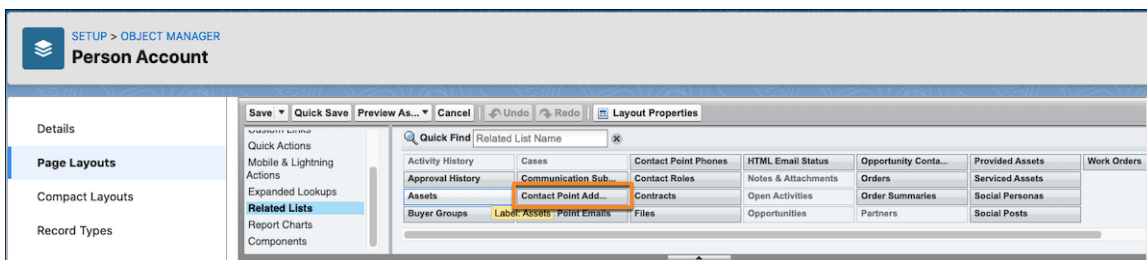 SETUP > OBJECT MANAGER
Person Account
Details
Page Layouts
Compact Layouts
Record Types
Save Quick Save Preview As... Cancel Undo Redo Layout Properties
Custom Links
Quick Actions
Mobile & Lightning
Actions
Expanded Lookups
Related Lists
Report Charts
Components
Quick Find Related List Name
Activity History Cases Contact Point Phones HTML Email Status Opportunity Conta... Provided Assets Work Orders
Approval History Communication Sub... Contact Roles Notes & Attachments Orders Serviced Assets
Assets Contact Point Add... Contracts Open Activities Order Summaries Social Personas
Buyer Groups Label: Assets Point Emails Files Opportunities Partners Social Posts